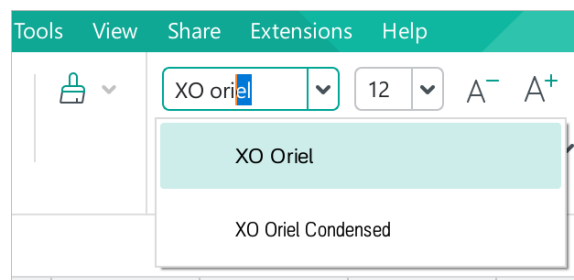 Tools View Share Extensions Help
XO oriel 12 A− A+
XO Oriel
XO Oriel Condensed